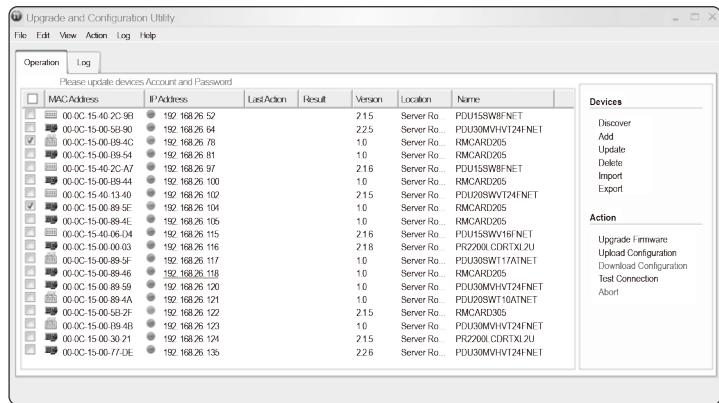 Upgrade and Configuration Utility
File Edit View Action Log Help
Operation Log
Please update devices Account and Password
MAC Address IP Address Last Action Result Version Location Name
00-0C-15-40-2C-9B 192.168.26.52 2.1.5 Server Ro... PDU15SW8FNET
00-0C-15-00-5B-90 192.168.26.64 2.2.5 Server Ro... PDU30MVHVT24FNET
00-0C-15-00-B9-4C 192.168.26.78 1.0 Server Ro... RMCARD205
00-0C-15-00-B9-54 192.168.26.81 1.0 Server Ro... RMCARD205
00-0C-15-40-2C-A7 192.168.26.97 2.1.6 Server Ro... PDU15SW8FNET
00-0C-15-00-B9-44 192.168.26.100 1.0 Server Ro... RMCARD205
00-0C-15-40-13-40 192.168.26.102 2.1.5 Server Ro... PDU20SWVT24FNET
00-0C-15-00-89-5E 192.168.26.104 1.0 Server Ro... RMCARD205
00-0C-15-00-89-4E 192.168.26.105 1.0 Server Ro... RMCARD205
00-0C-15-40-06-D4 192.168.26.115 2.1.6 Server Ro... PDU15SWV16FNET
00-0C-15-00-00-03 192.168.26.116 2.1.8 Server Ro... PR2200LCDRTXL2U
00-0C-15-00-89-5F 192.168.26.117 1.0 Server Ro... PDU30SWT17ATNET
00-0C-15-00-89-46 192.168.26.118 1.0 Server Ro... RMCARD205
00-0C-15-00-89-59 192.168.26.120 1.0 Server Ro... PDU30MVHVT24FNET
00-0C-15-00-89-4A 192.168.26.121 1.0 Server Ro... PDU20SWT10ATNET
00-0C-15-00-5B-2F 192.168.26.122 2.1.5 Server Ro... RMCARD305
00-0C-15-00-B9-4B 192.168.26.123 1.0 Server Ro... PDU30MVHVT24FNET
00-0C-15-00-30-21 192.168.26.124 2.1.5 Server Ro... PR2200LCDRTXL2U
00-0C-15-00-77-DE 192.168.26.135 2.2.6 Server Ro... PDU30MVHVT24FNET
Devices
Discover
Add
Update
Delete
Import
Export
Action
Upgrade Firmware
Upload Configuration
Download Configuration
Test Connection
Abort